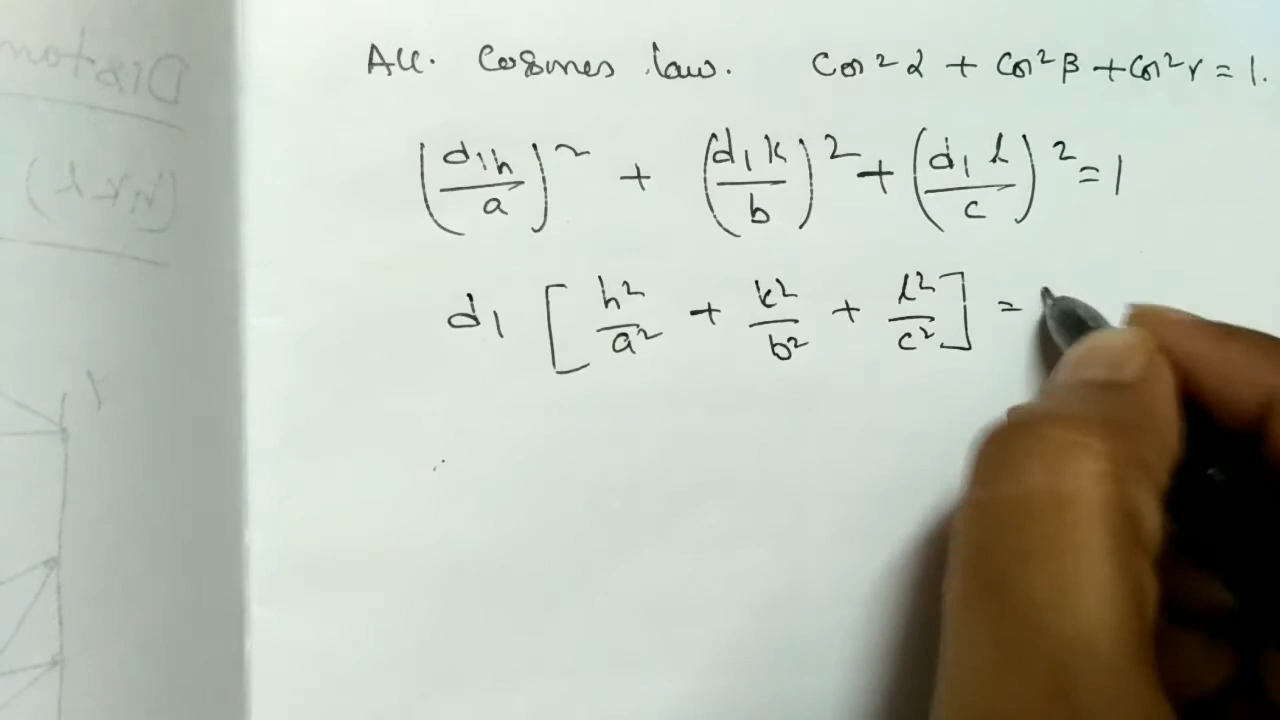 Acc. Cosines law. Cos²α + Cos²β + Cos²γ = 1.
(d₁h/a)² + (d₁k/b)² + (d₁l/c)² = 1
d₁ [h²/a² + k²/b² + l²/c²] =